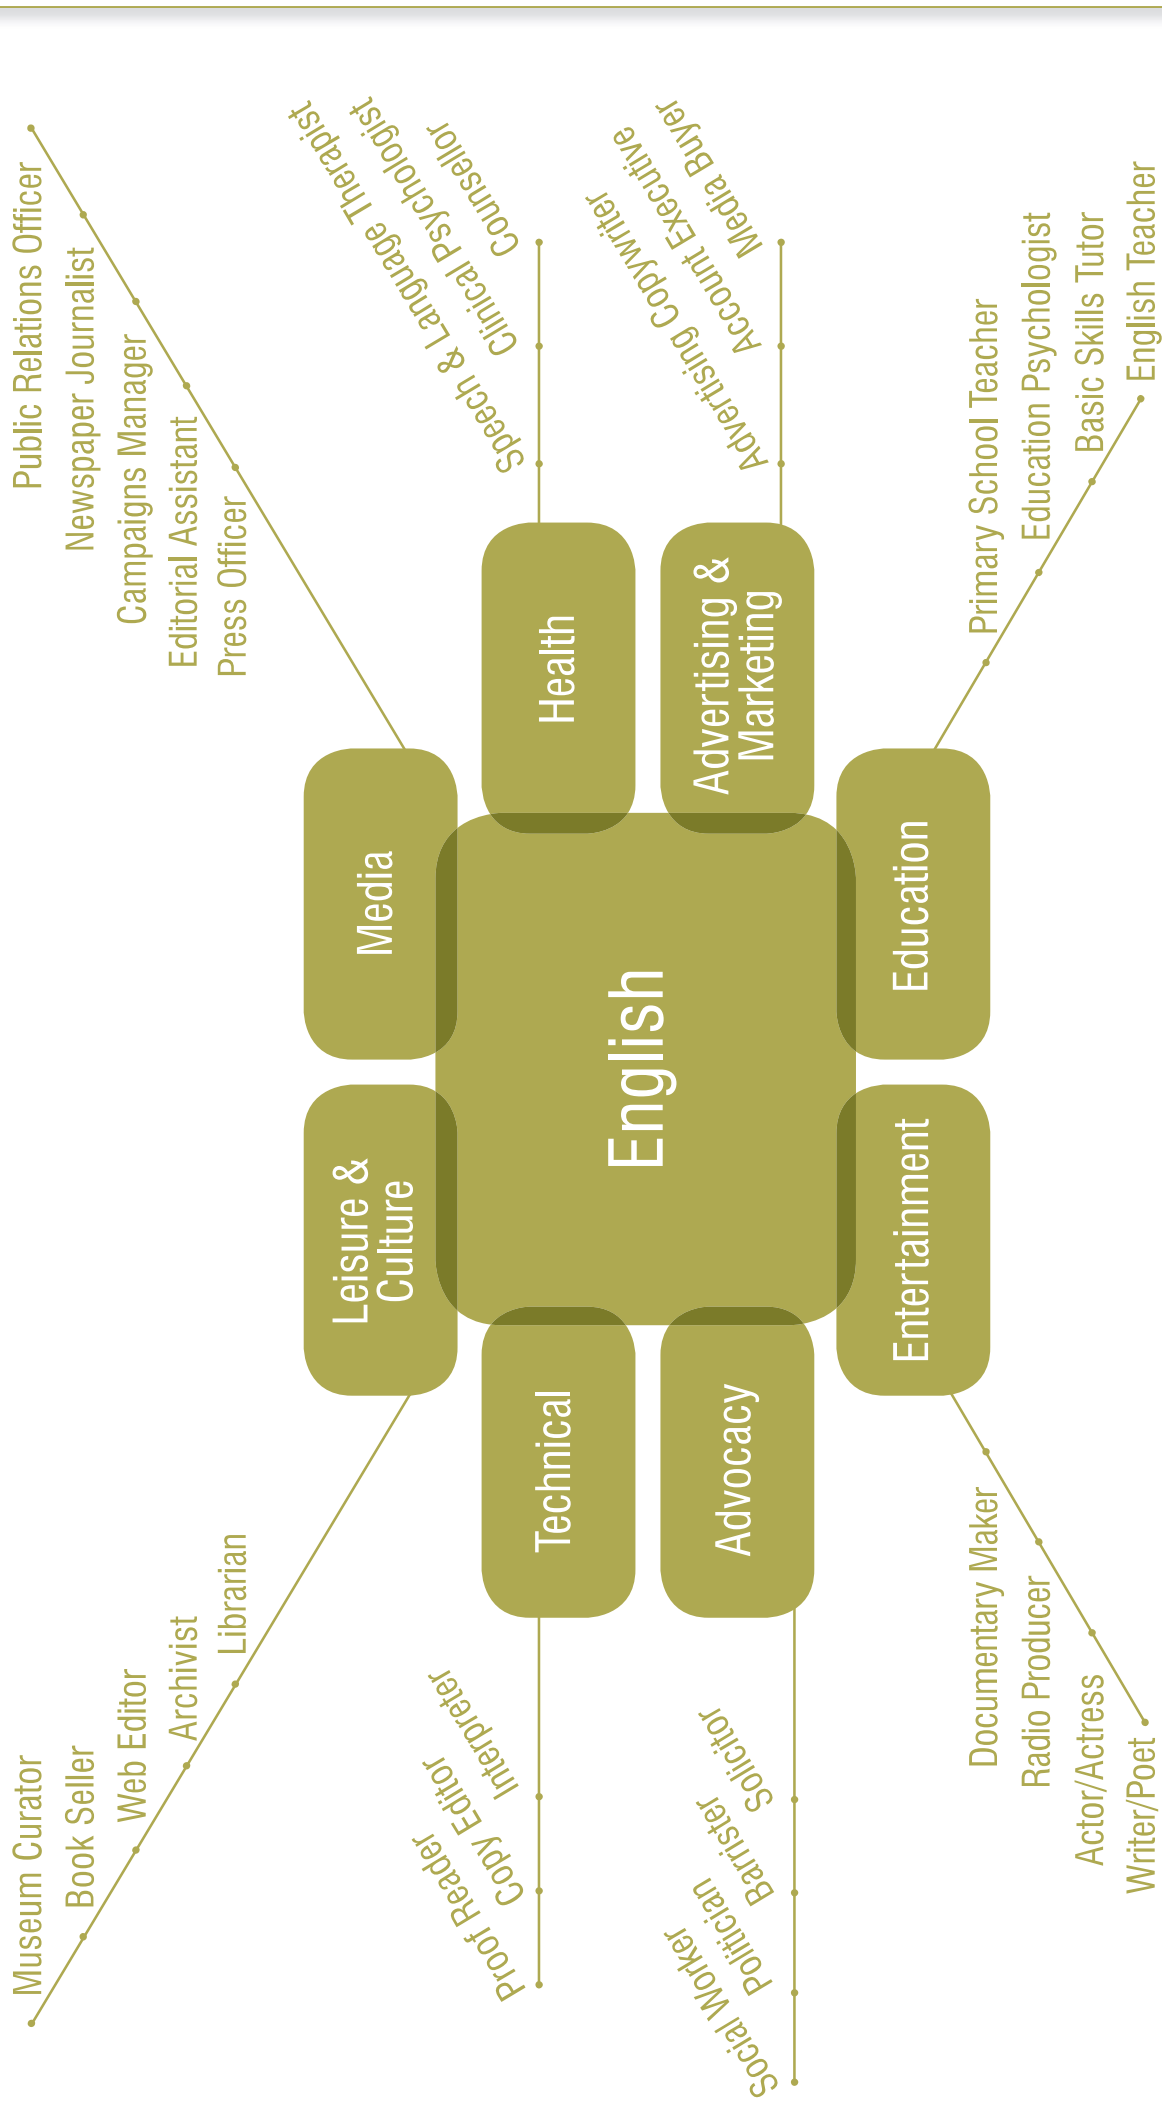 Museum Curator
Book Seller
Web Editor
Archivist
Librarian
Public Relations Officer
Newspaper Journalist
Campaigns Manager
Editorial Assistant
Press Officer
Leisure &
Culture
Media
Proof Reader
Copy Editor
Interpreter
Technical
Health
Speech & Language Therapist
Clinical Psychologist
Counsellor
English
Social Worker
Politician
Barrister
Solicitor
Advocacy
Advertising &
Marketing
Advertising Copywriter
Account Executive
Media Buyer
Entertainment
Education
Documentary Maker
Radio Producer
Actor/Actress
Writer/Poet
Primary School Teacher
Education Psychologist
Basic Skills Tutor
English Teacher